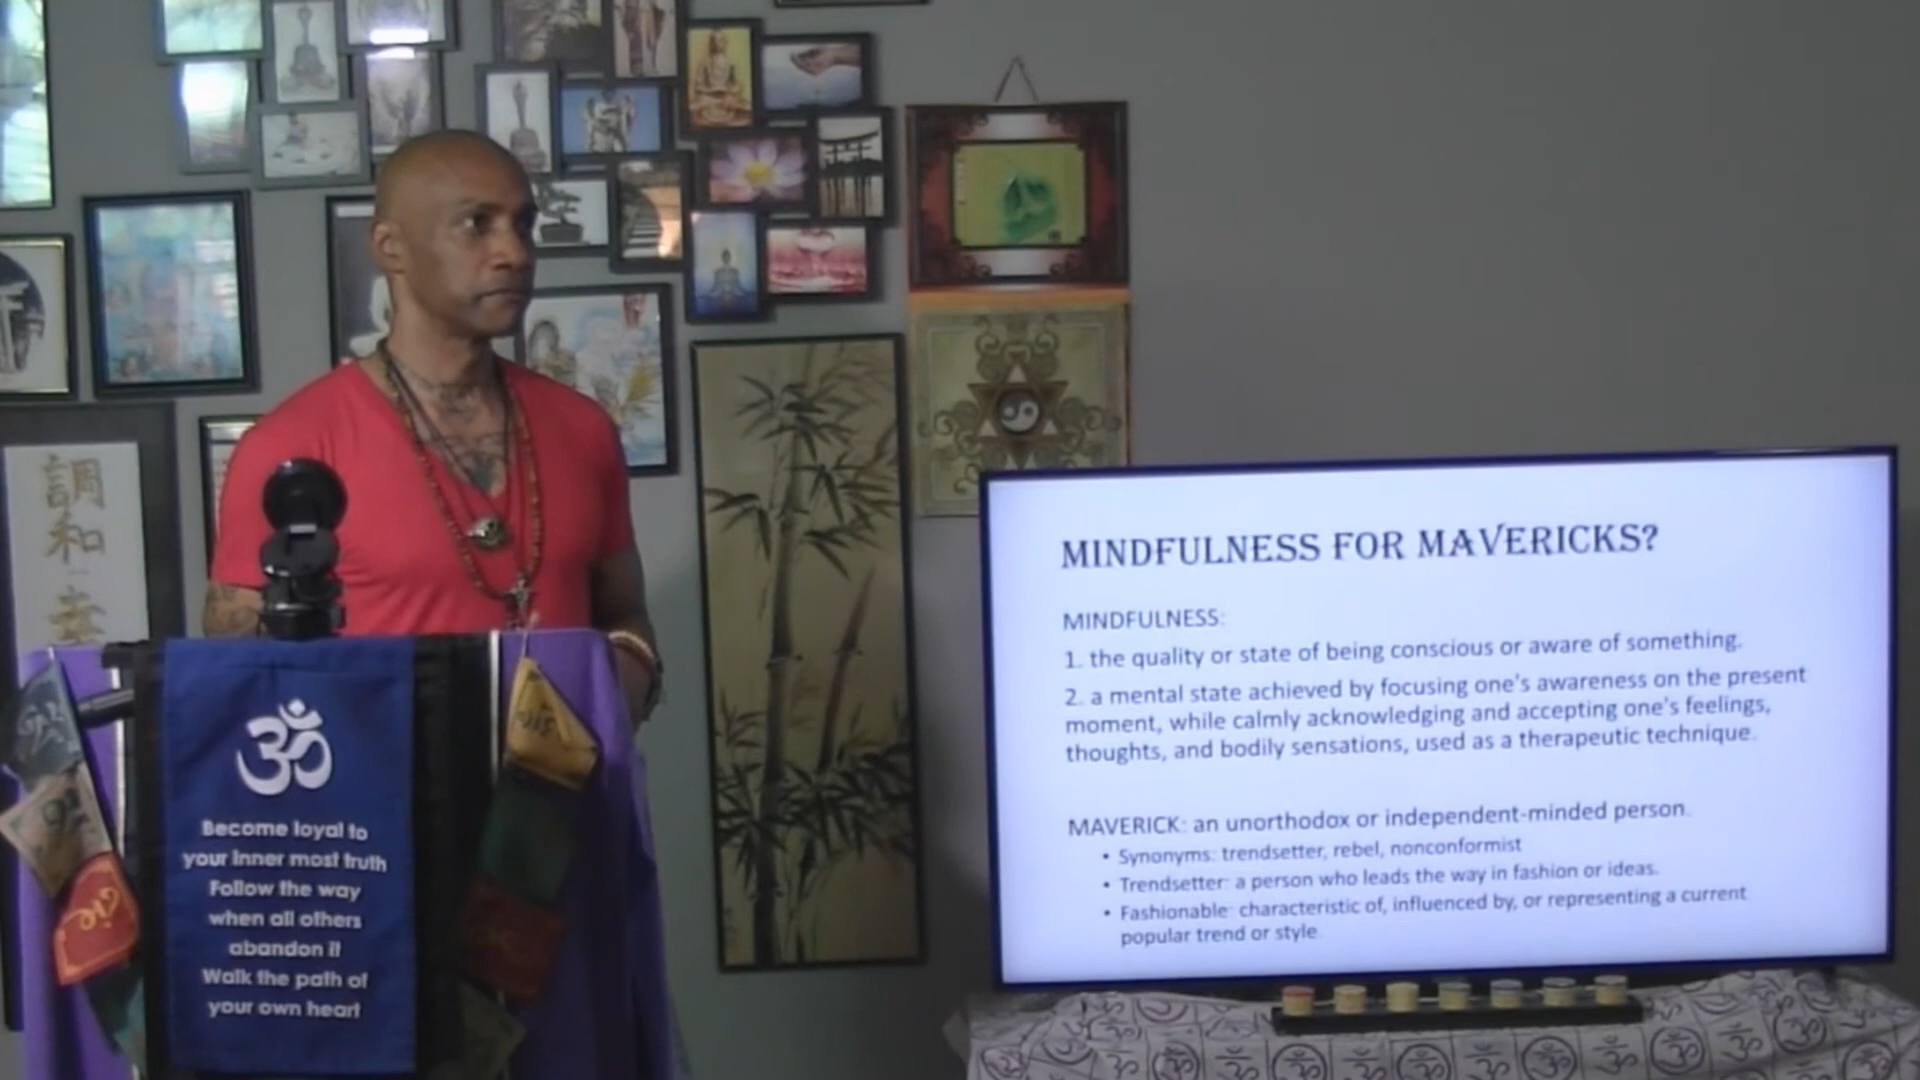 調
和
幸
Become loyal to
your inner most truth
Follow the way
when all others
abandon it
Walk the path of
your own heart
MINDFULNESS FOR MAVERICKS?
MINDFULNESS:
1. the quality or state of being conscious or aware of something.
2. a mental state achieved by focusing one's awareness on the present
moment, while calmly acknowledging and accepting one's feelings,
thoughts, and bodily sensations, used as a therapeutic technique.
MAVERICK: an unorthodox or independent-minded person.
• Synonyms: trendsetter, rebel, nonconformist
• Trendsetter: a person who leads the way in fashion or ideas.
• Fashionable: characteristic of, influenced by, or representing a current
popular trend or style.